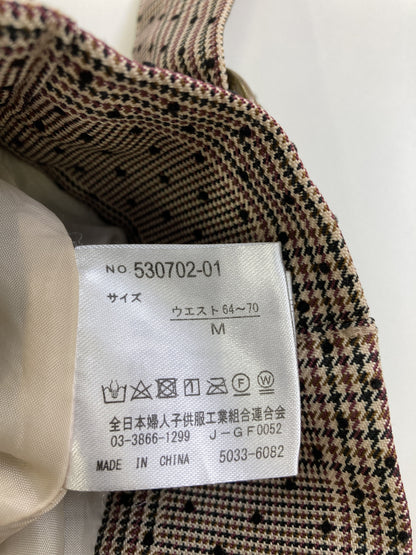 NO. 530702-01
サイズ
ウエスト 64〜70
M
F W
全日本婦人子供服工業組合連合会
03-3866-1299 J-GF0052
MADE IN CHINA 5033-6082